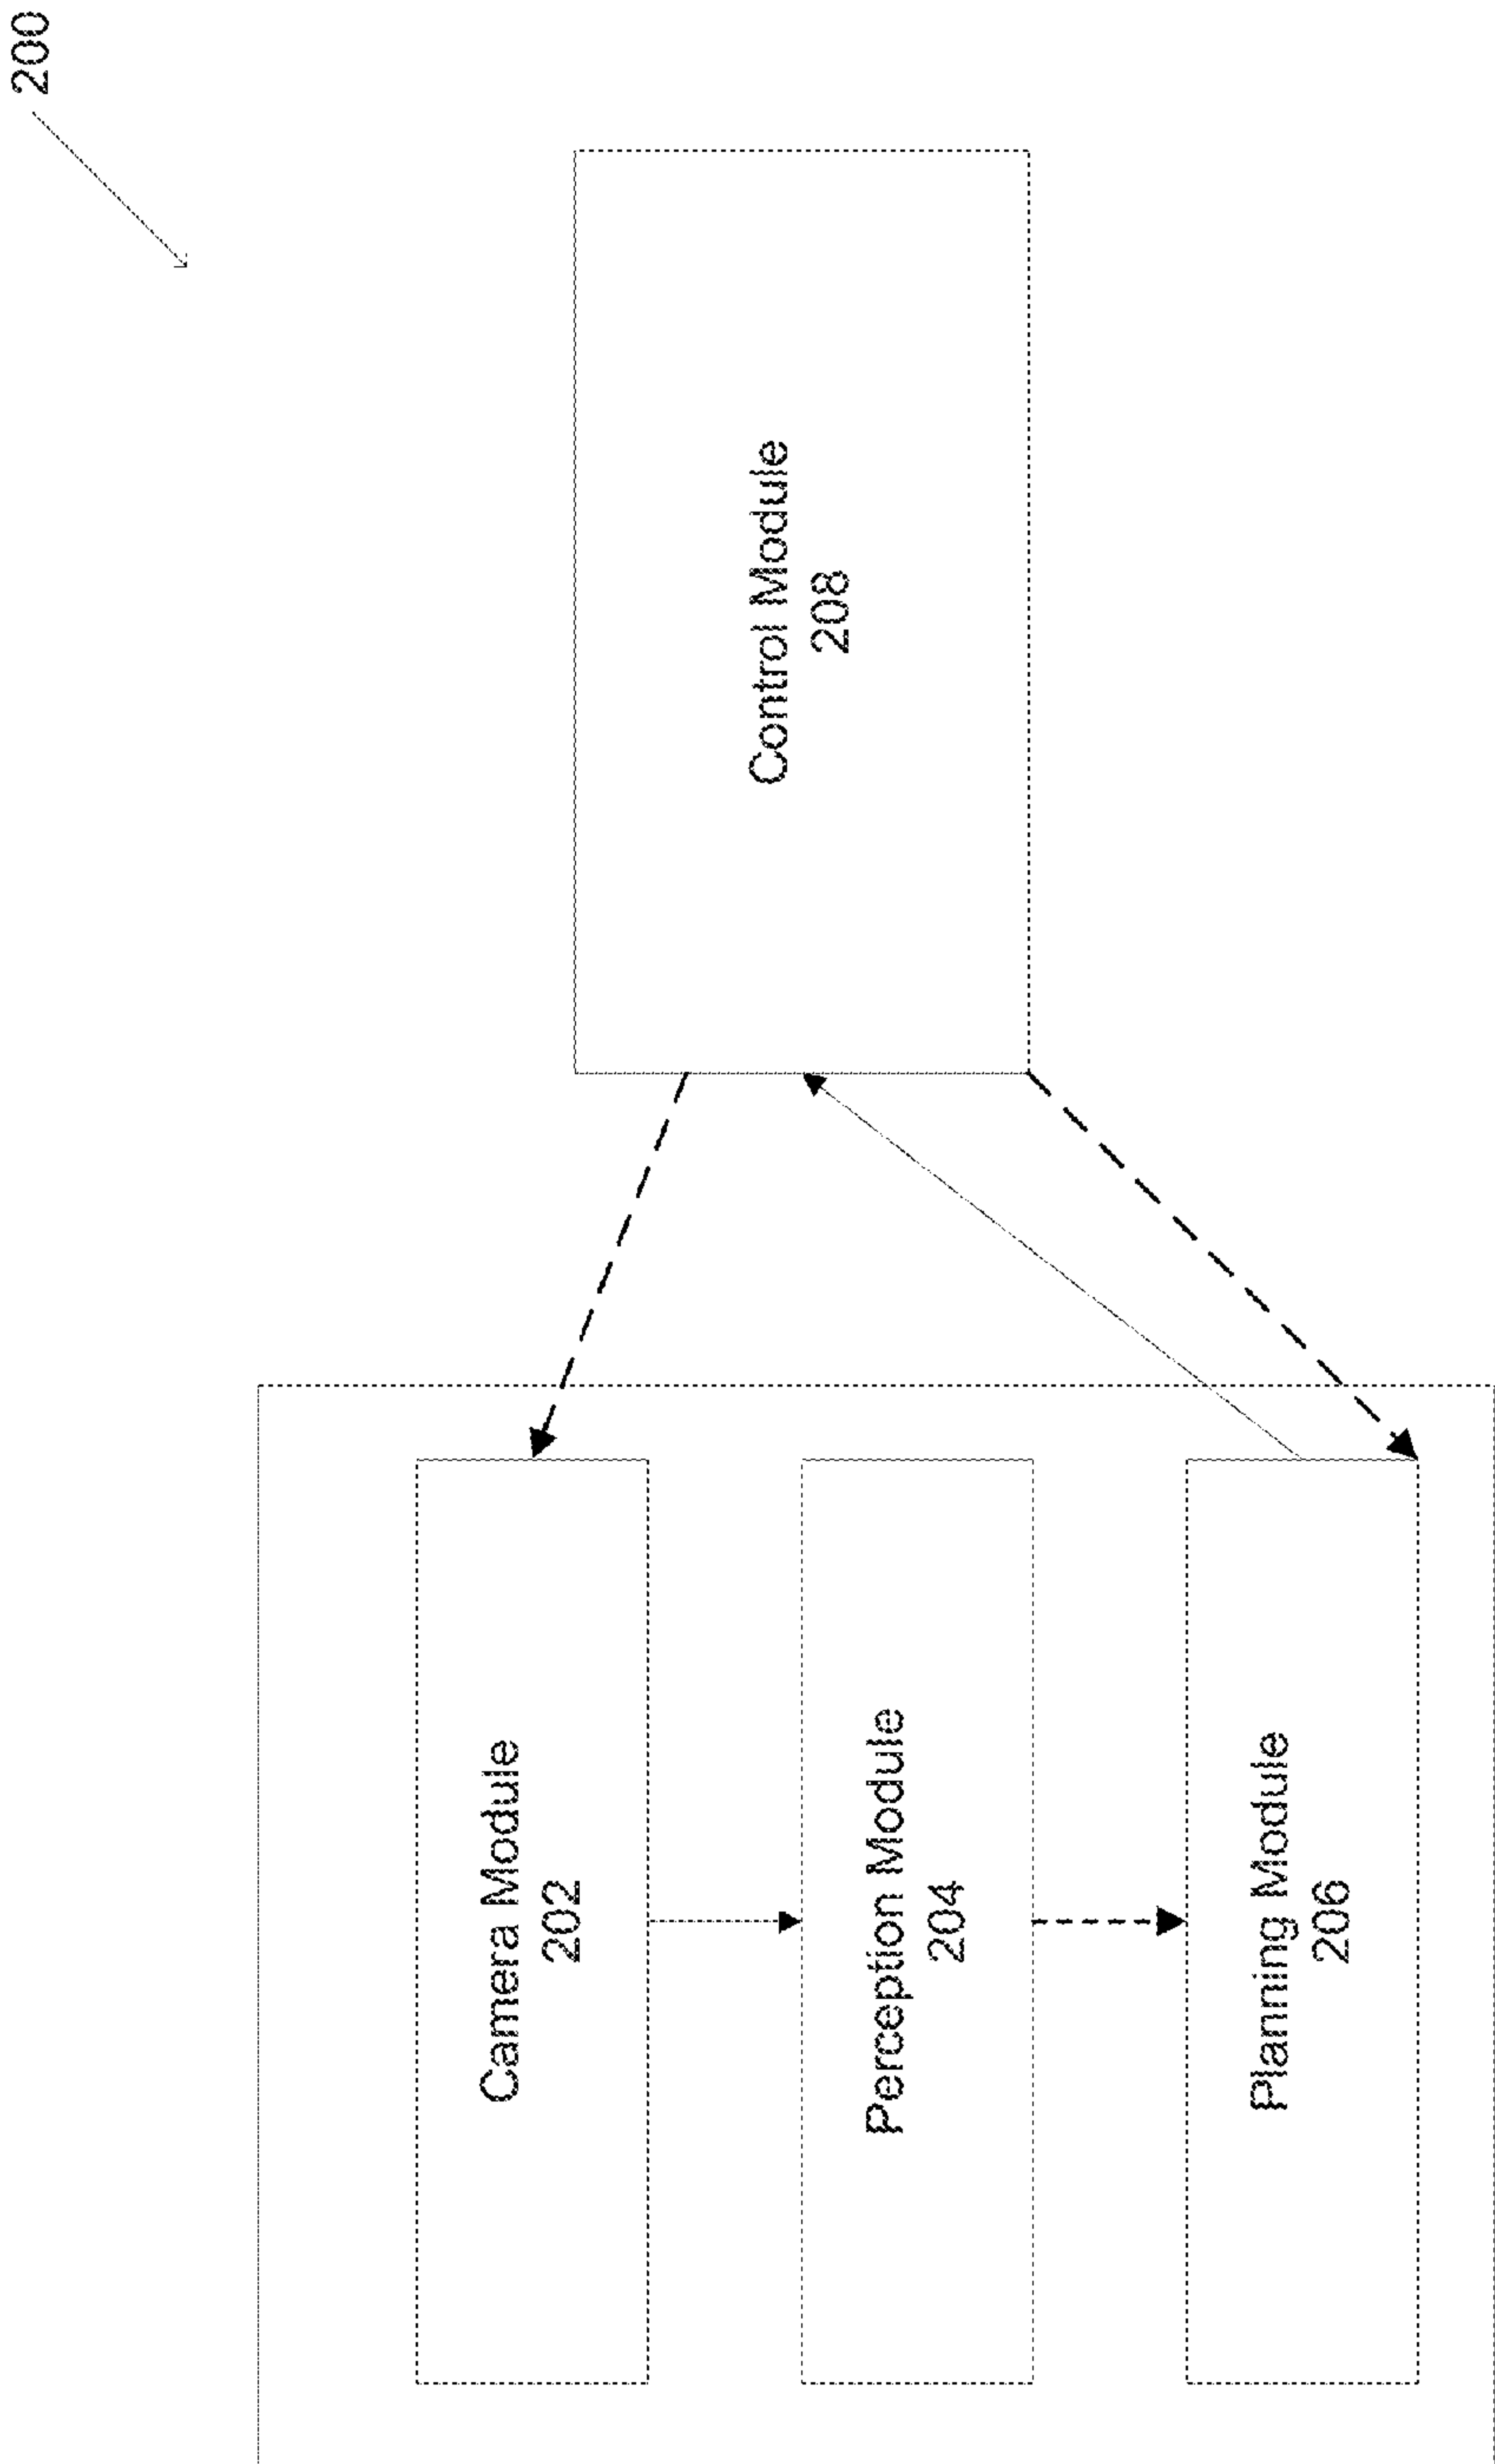 200
Camera Module
202
Perception Module
204
Planning Module
206
Control Module
208